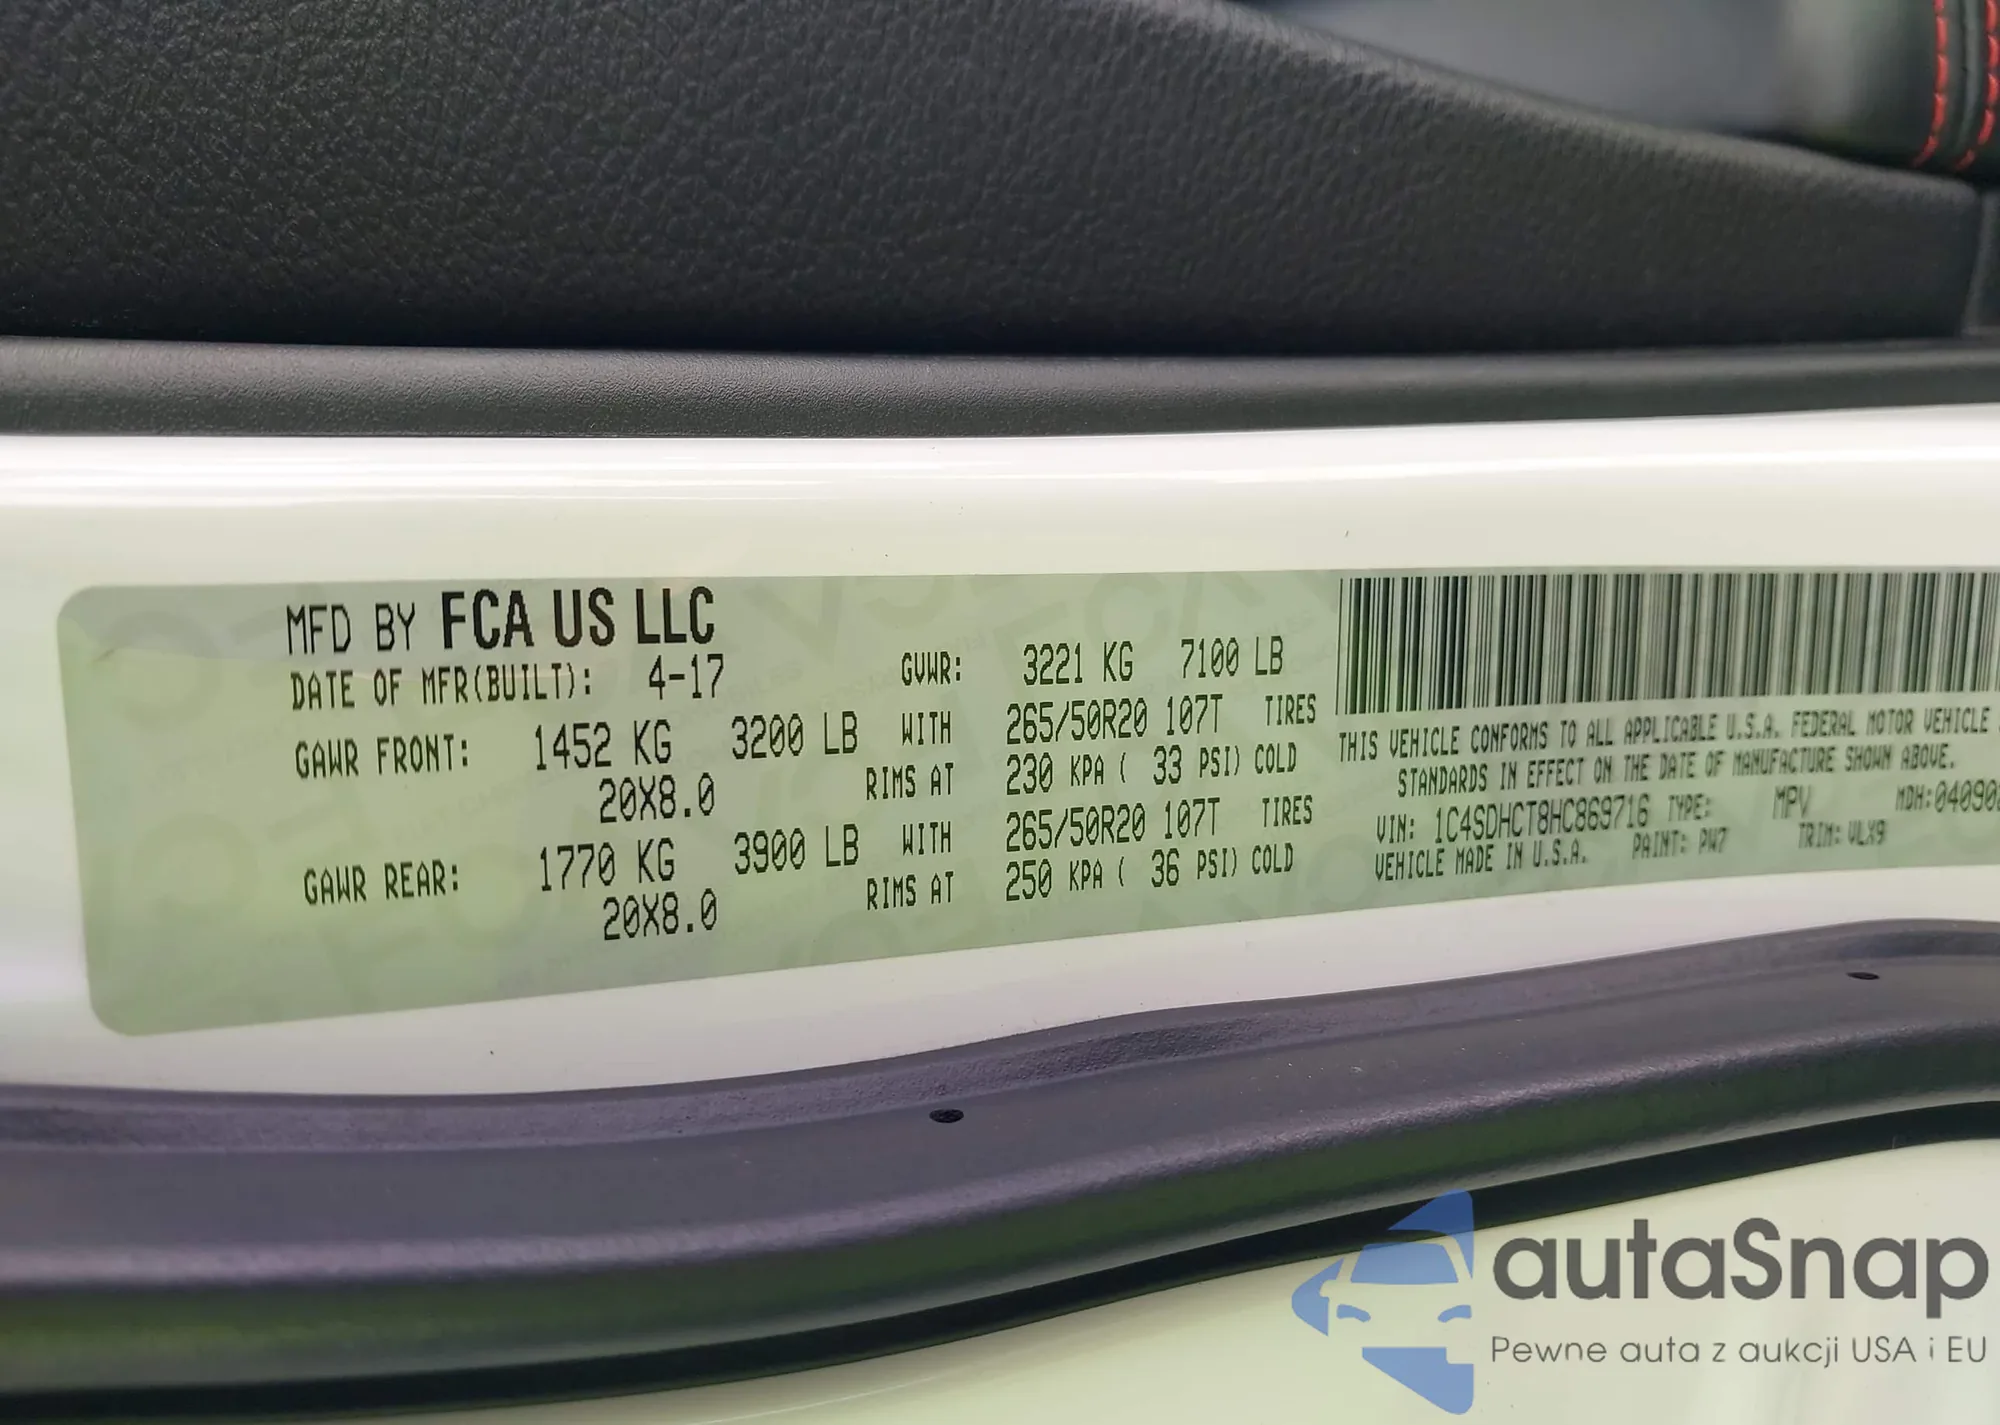 MFD BY FCA US LLC
DATE OF MFR(BUILT): 4-17
GVWR: 3221 KG 7100 LB
GAWR FRONT: 1452 KG 3200 LB WITH 265/50R20 107T TIRES
20X8.0 RIMS AT 230 KPA ( 33 PSI) COLD
GAWR REAR: 1770 KG 3900 LB WITH 265/50R20 107T TIRES
20X8.0 RIMS AT 250 KPA ( 36 PSI) COLD
THIS VEHICLE CONFORMS TO ALL APPLICABLE U.S.A. FEDERAL MOTOR VEHICLE
STANDARDS IN EFFECT ON THE DATE OF MANUFACTURE SHOWN ABOVE.
VIN: 1C4SDHCT8HC869716 TYPE: MPV MDH:04090
VEHICLE MADE IN U.S.A. PAINT: PW7 TRIM: VLX9
autaSnap
Pewne auta z aukcji USA i EU